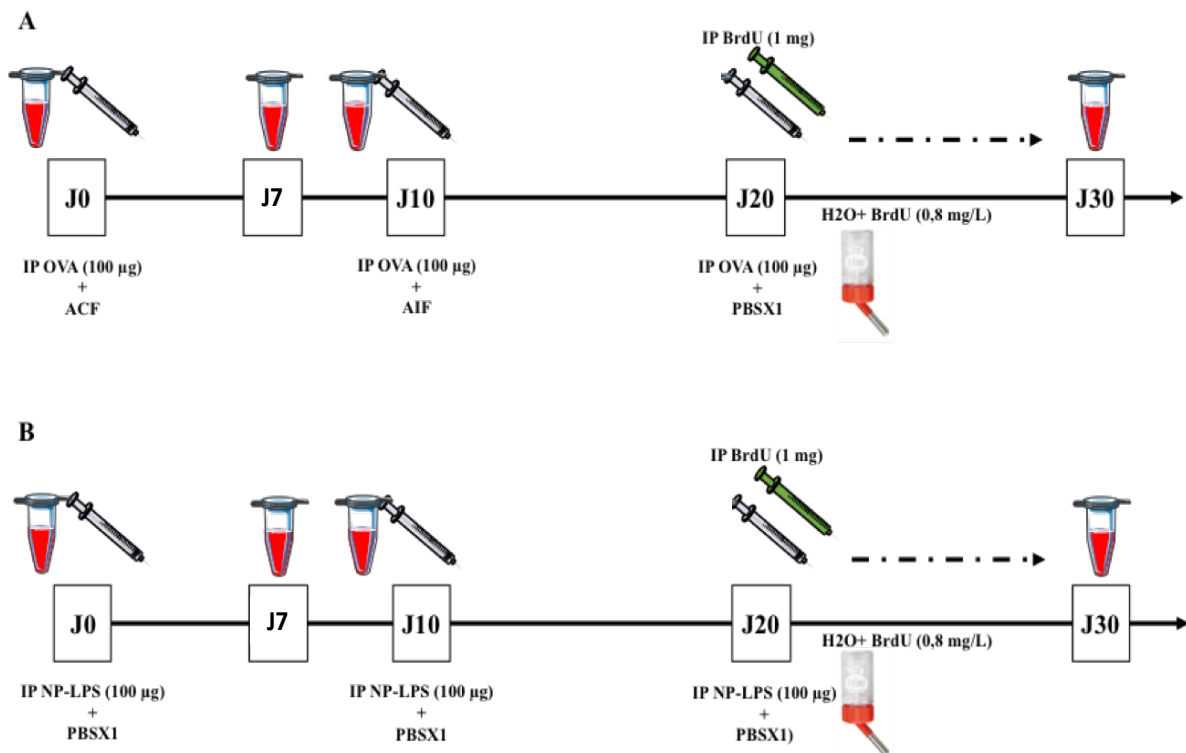 A
IP BrdU (1 mg)
J0
J7
J10
J20
J30
H2O+ BrdU (0,8 mg/L)
IP OVA (100 µg)
+
ACF
IP OVA (100 µg)
+
AIF
IP OVA (100 µg)
+
PBSX1
B
IP BrdU (1 mg)
J0
J7
J10
J20
J30
H2O+ BrdU (0,8 mg/L)
IP NP-LPS (100 µg)
+
PBSX1
IP NP-LPS (100 µg)
+
PBSX1
IP NP-LPS (100 µg)
+
PBSX1)